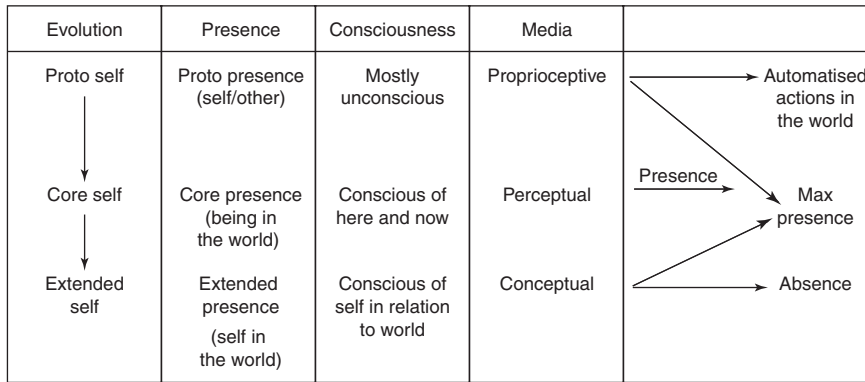 Evolution
Presence
Consciousness
Media
Proto self
Proto presence
(self/other)
Mostly
unconscious
Proprioceptive
Automatised
actions in
the world
Core self
Core presence
(being in
the world)
Conscious of
here and now
Perceptual
Presence
Max
presence
Extended
self
Extended
presence
(self in
the world)
Conscious of
self in relation
to world
Conceptual
Absence